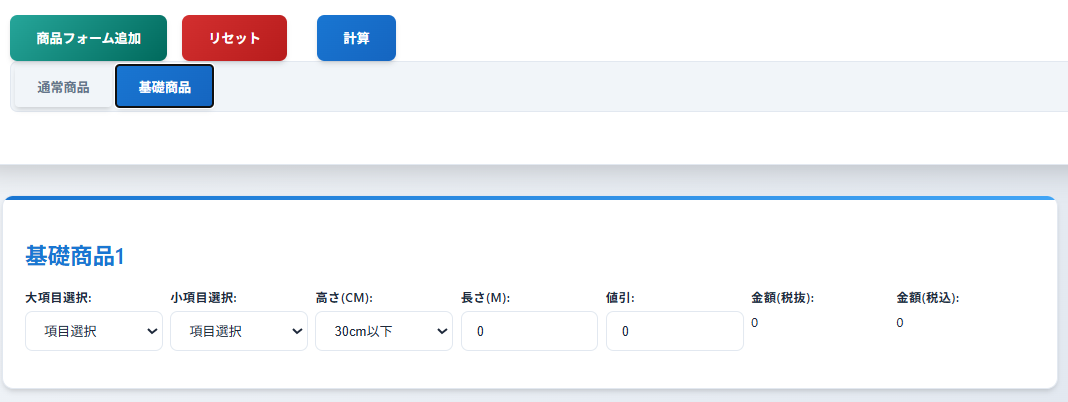 商品フォーム追加 リセット 計算
通常商品 基礎商品
基礎商品1
大項目選択: 小項目選択: 高さ(CM): 長さ(M): 値引: 金額(税抜): 金額(税込):
項目選択 項目選択 30cm以下 0 0 0 0